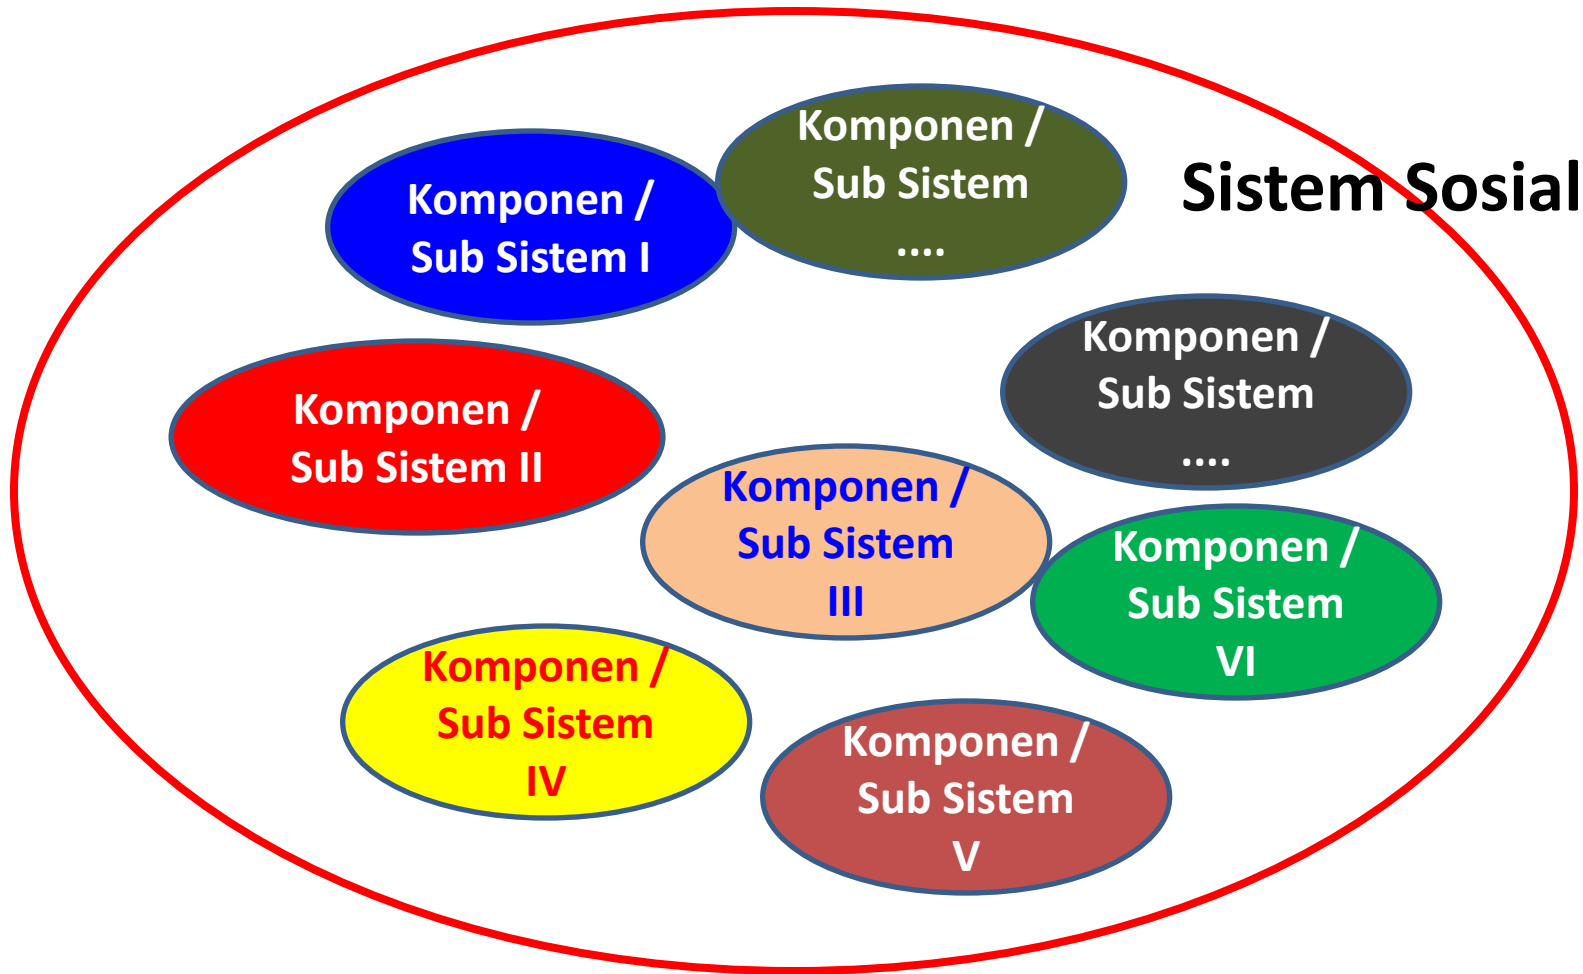 Komponen /
Sub Sistem
....
Sistem Sosial
Komponen /
Sub Sistem I
Komponen /
Sub Sistem
....
Komponen /
Sub Sistem II
Komponen /
Sub Sistem
III
Komponen /
Sub Sistem
VI
Komponen /
Sub Sistem
IV
Komponen /
Sub Sistem
V